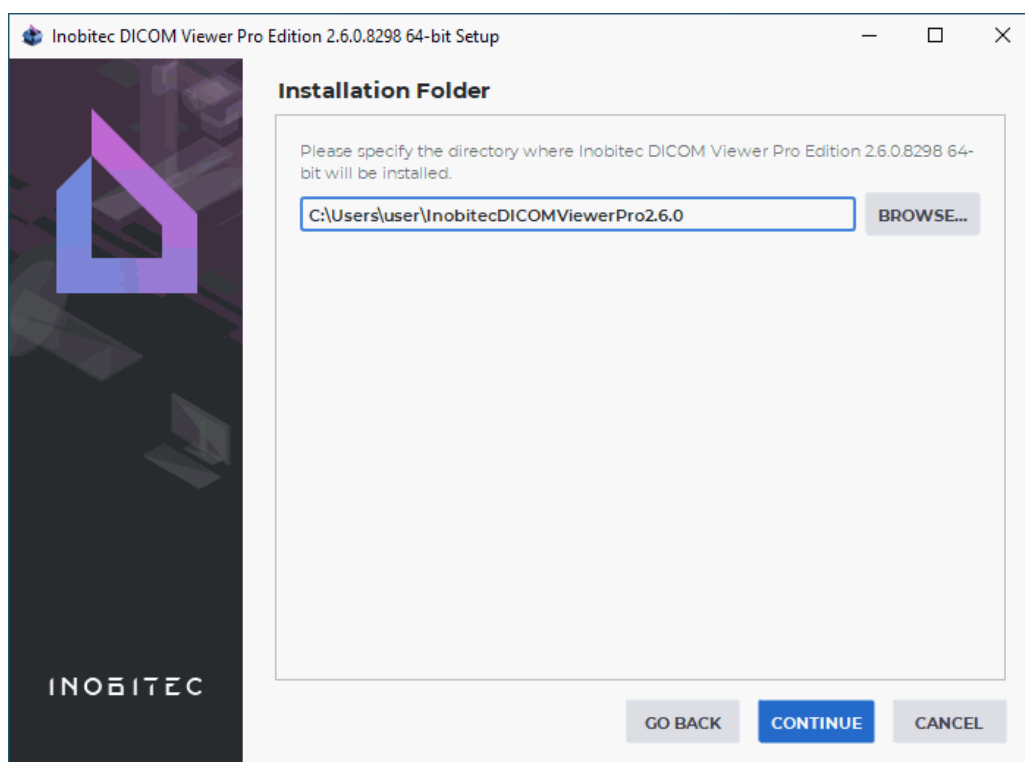 Inobitec DICOM Viewer Pro Edition 2.6.0.8298 64-bit Setup
Installation Folder
Please specify the directory where Inobitec DICOM Viewer Pro Edition 2.6.0.8298 64-
bit will be installed.
C:\Users\user\InobitecDICOMViewerPro2.6.0
BROWSE...
INOBITEC
GO BACK
CONTINUE
CANCEL